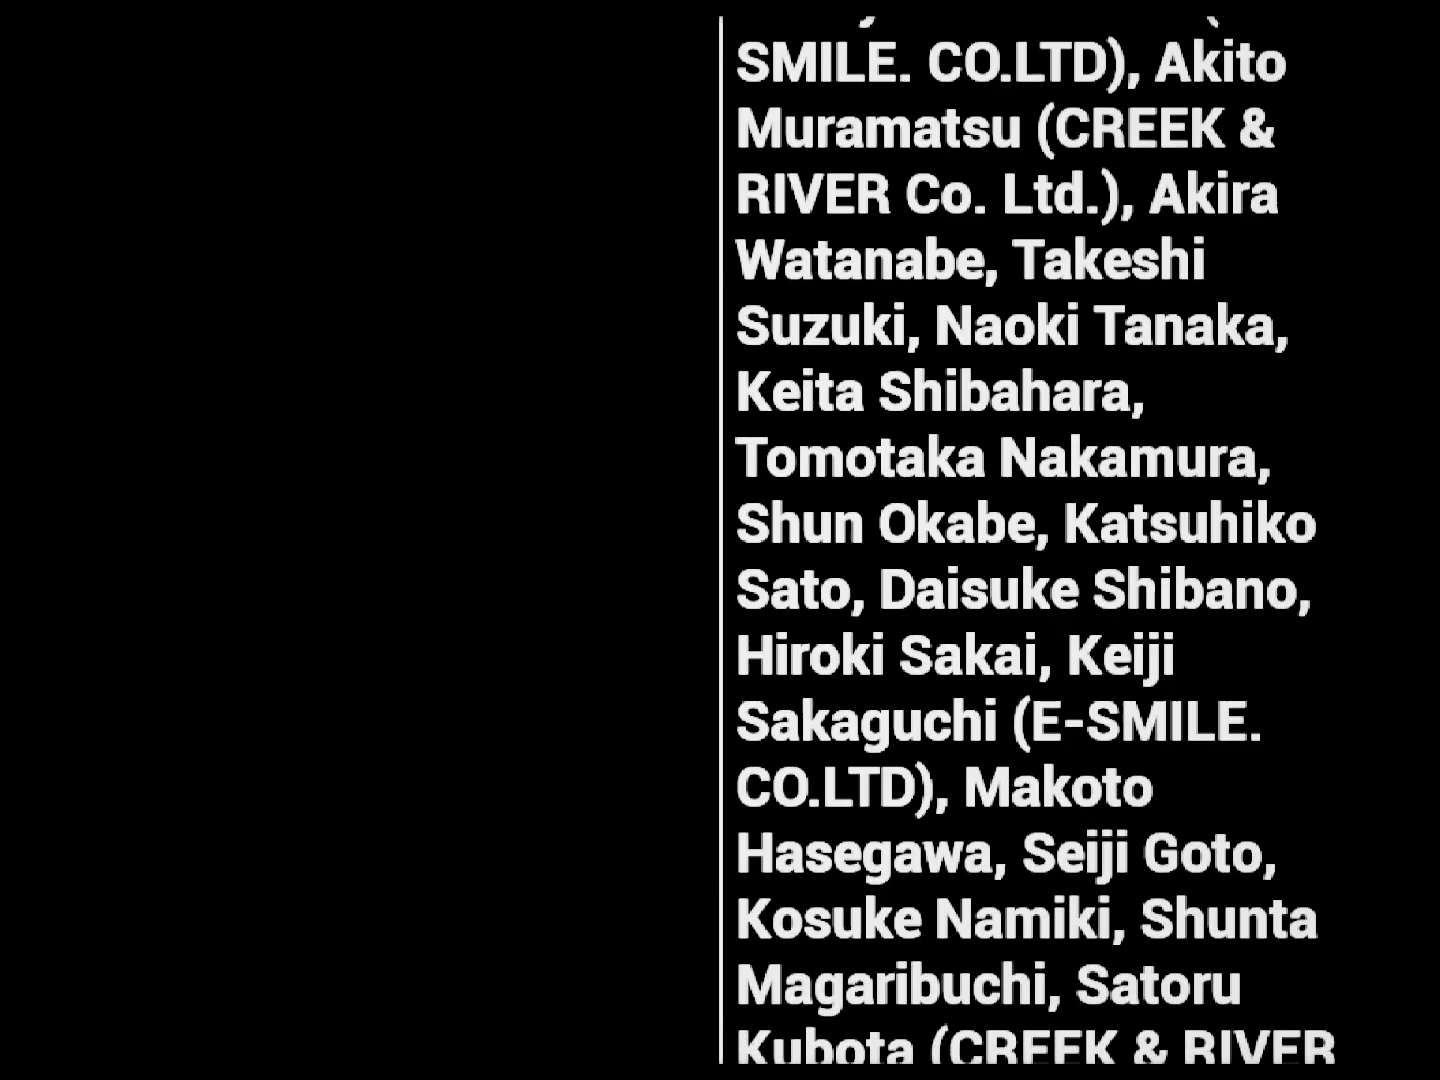 SMILE. CO.LTD), Akito
Muramatsu (CREEK &
RIVER Co. Ltd.), Akira
Watanabe, Takeshi
Suzuki, Naoki Tanaka,
Keita Shibahara,
Tomotaka Nakamura,
Shun Okabe, Katsuhiko
Sato, Daisuke Shibano,
Hiroki Sakai, Keiji
Sakaguchi (E-SMILE.
CO.LTD), Makoto
Hasegawa, Seiji Goto,
Kosuke Namiki, Shunta
Magaribuchi, Satoru
Kubota (CREEK & RIVER